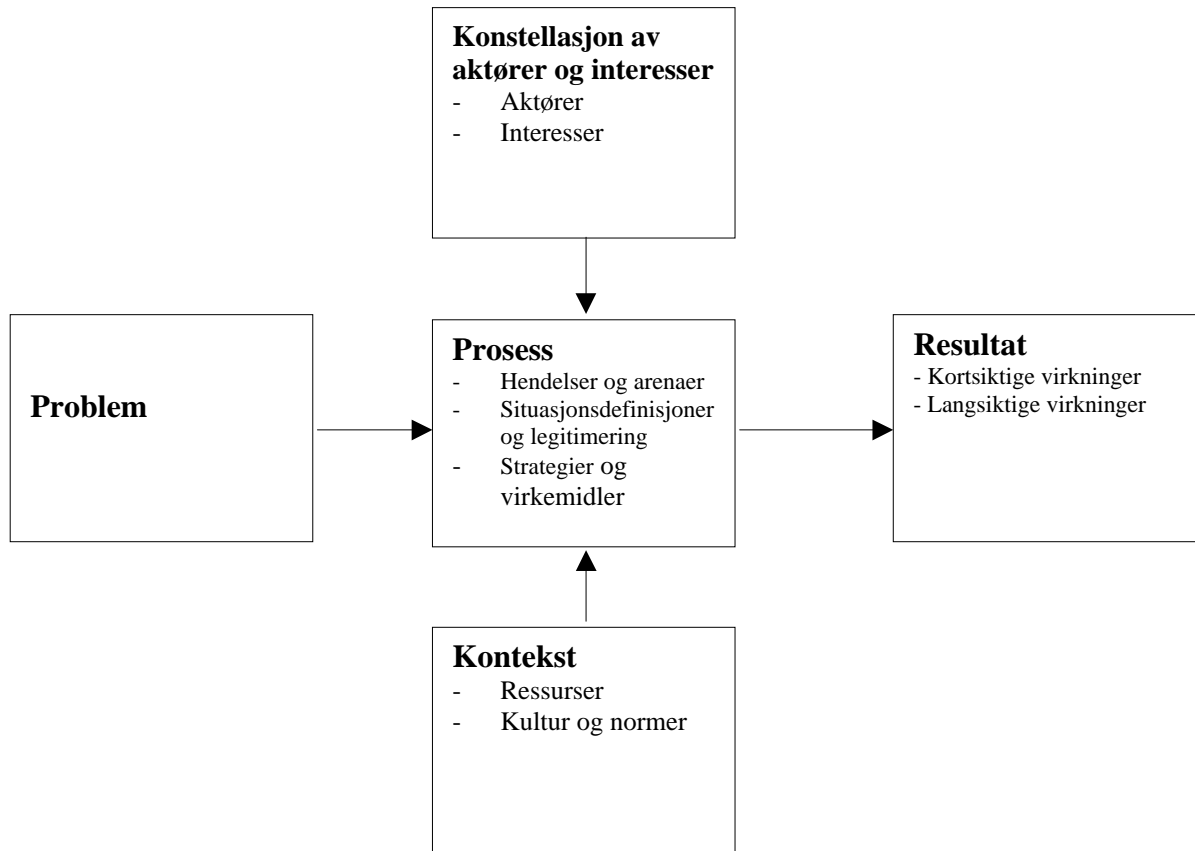 Konstellasjon av
aktører og interesser
- Aktører
- Interesser
Problem
Prosess
- Hendelser og arenaer
- Situasjonsdefinisjoner
og legitimering
- Strategier og
virkemidler
Resultat
- Kortsiktige virkninger
- Langsiktige virkninger
Kontekst
- Ressurser
- Kultur og normer